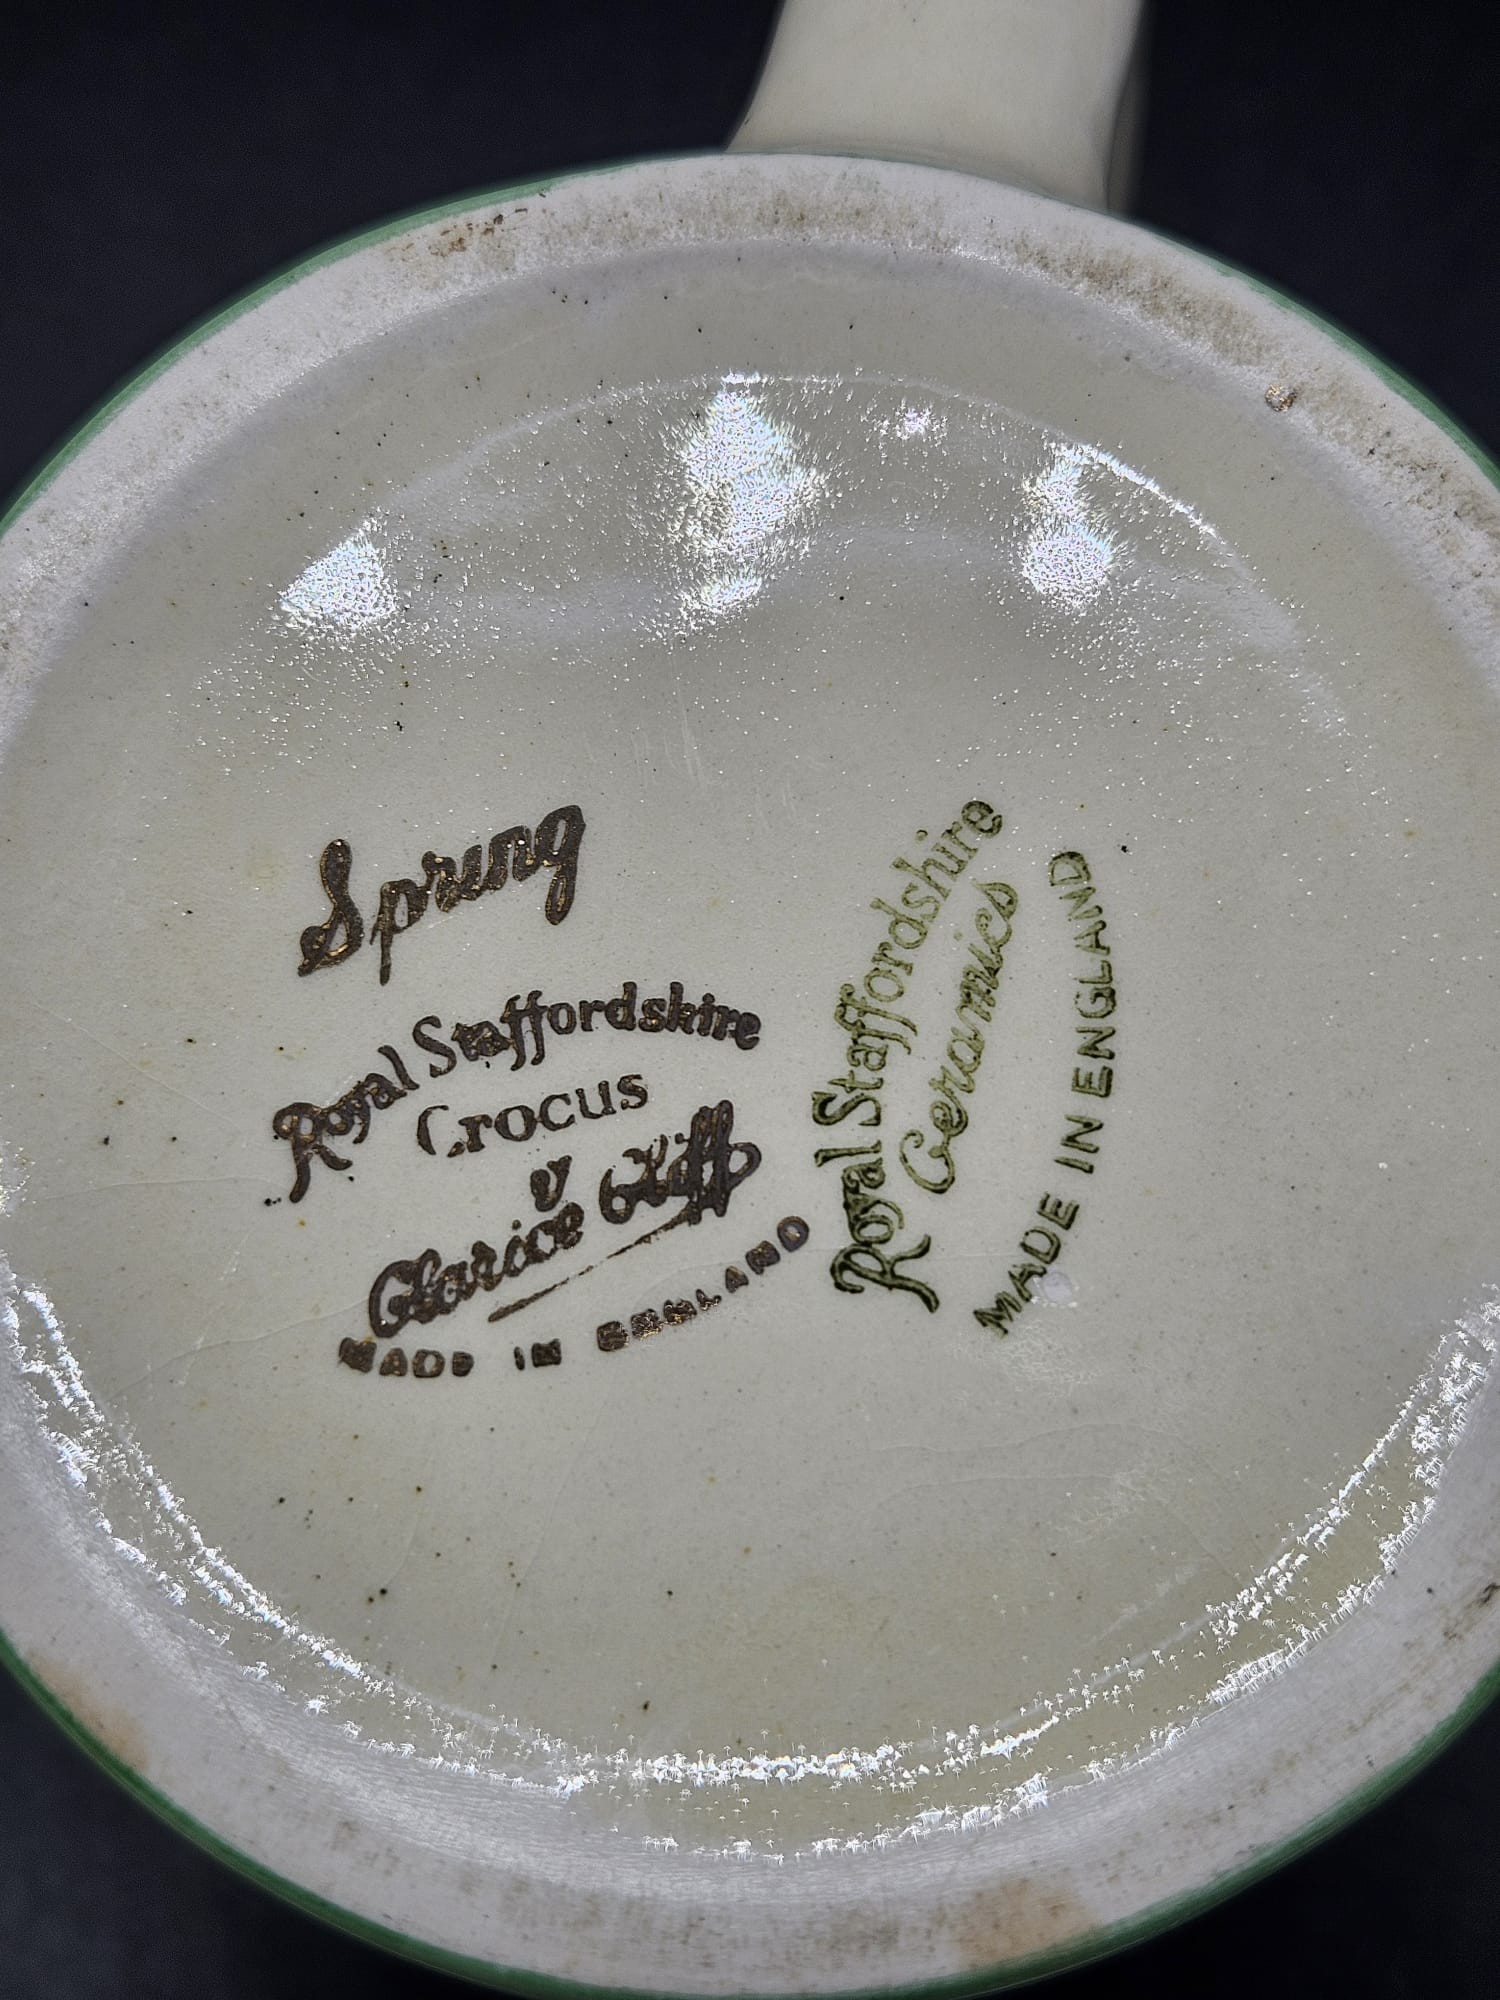 Spring
Royal Staffordshire
Crocus
by
Clarice Cliff
MADE IN ENGLAND
Royal Staffordshire
Ceramics
MADE IN ENGLAND